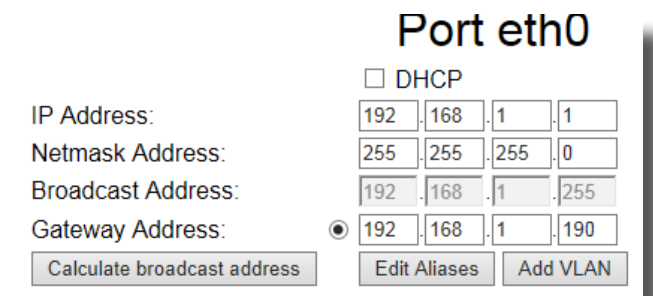 Port eth0
DHCP
IP Address: 192 . 168 . 1 . 1
Netmask Address: 255 . 255 . 255 . 0
Broadcast Address: 192 . 168 . 1 . 255
Gateway Address: 192 . 168 . 1 . 190
Calculate broadcast address Edit Aliases Add VLAN